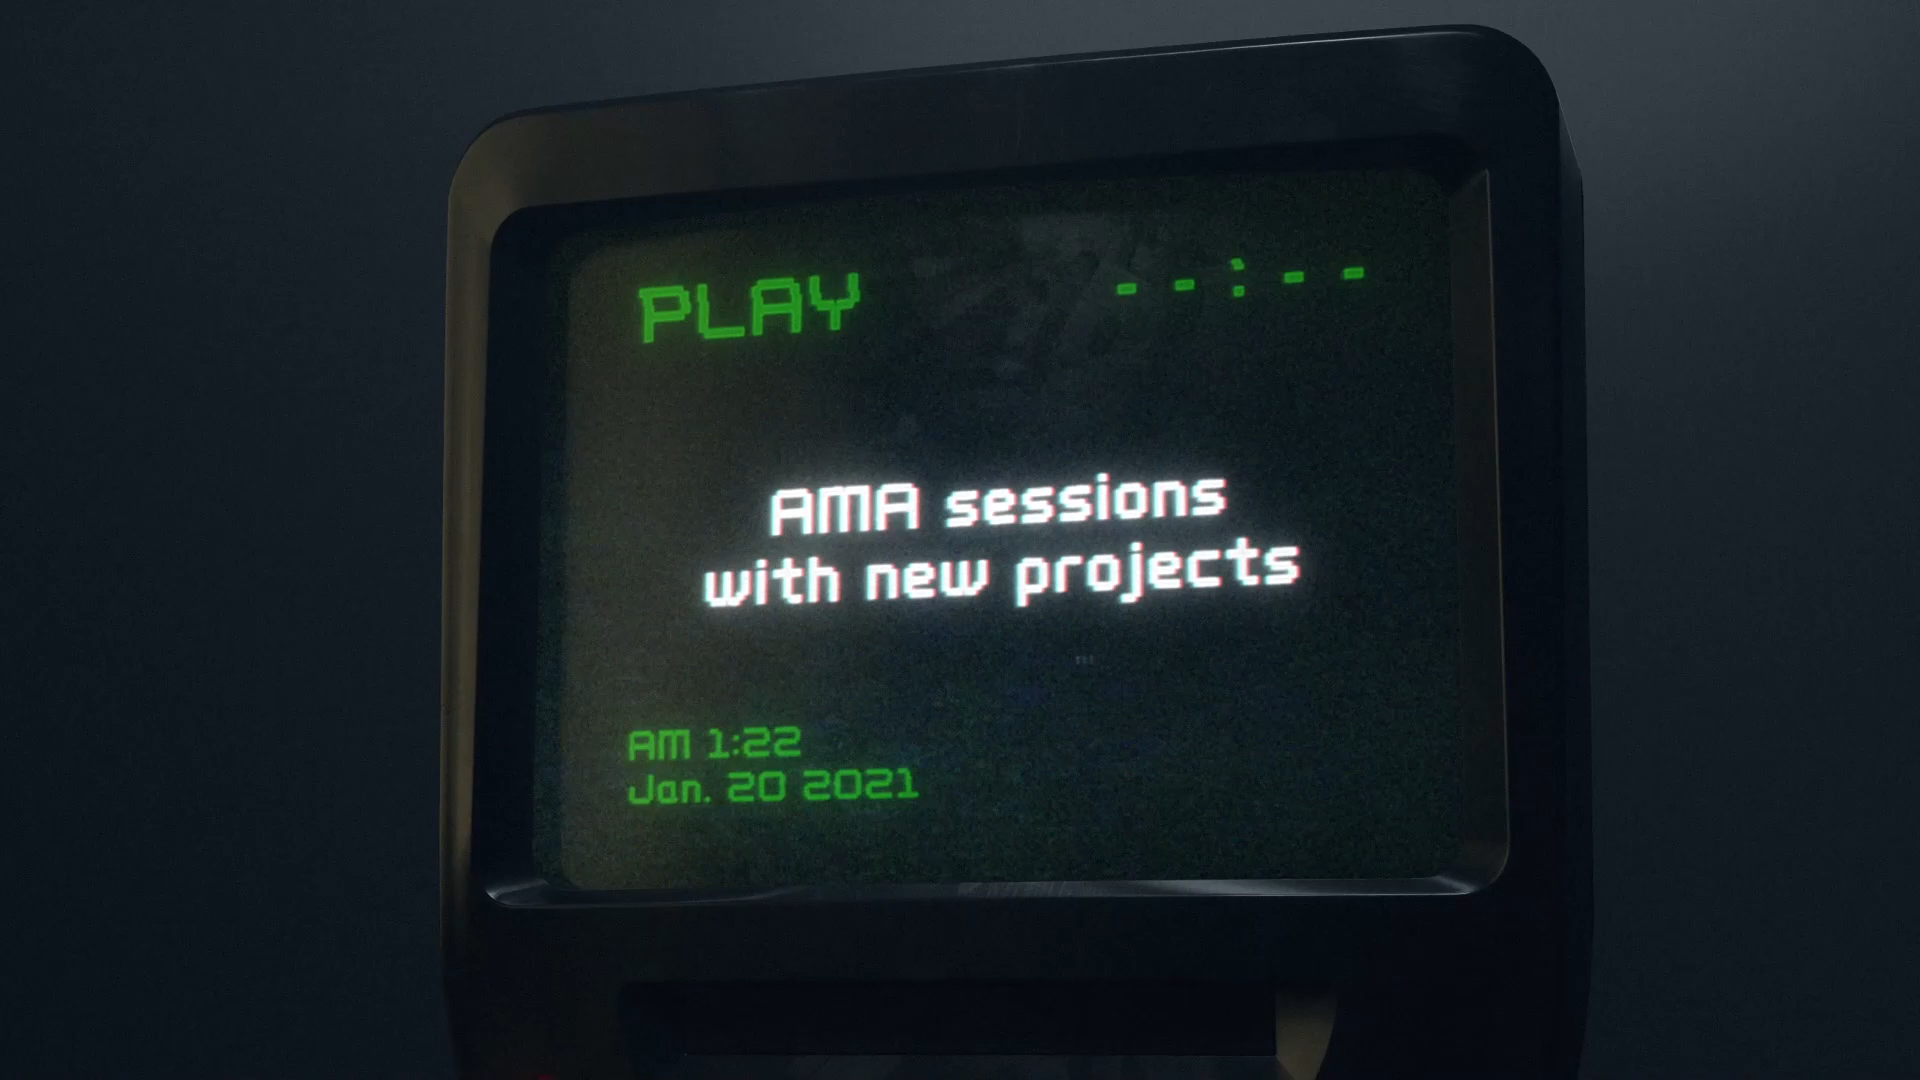 PLAY --:--
AMA sessions
with new projects
AM 1:22
Jan. 20 2021